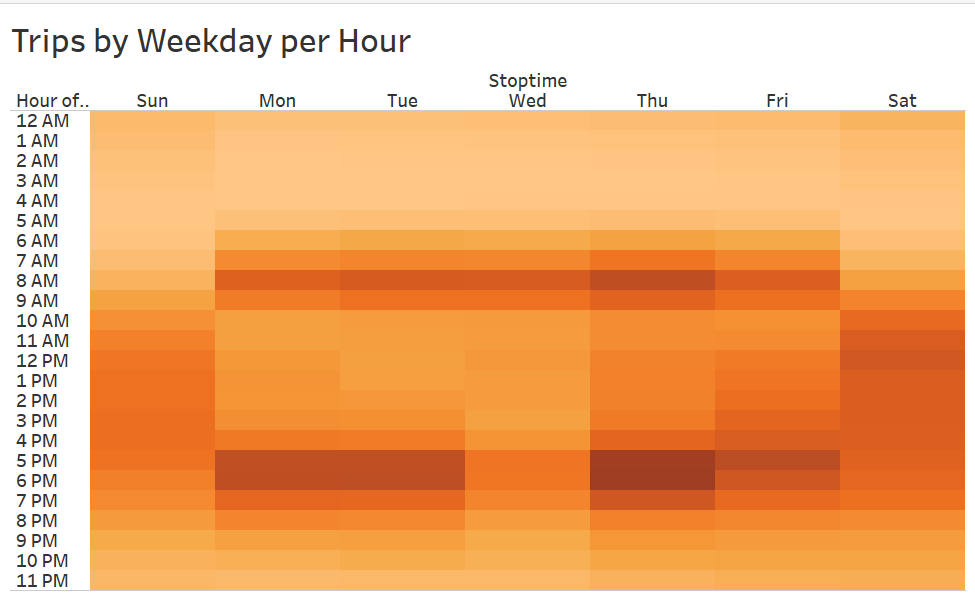 Trips by Weekday per Hour
Stoptime
Hour of.. Sun Mon Tue Wed Thu Fri Sat
12 AM
1 AM
2 AM
3 AM
4 AM
5 AM
6 AM
7 AM
8 AM
9 AM
10 AM
11 AM
12 PM
1 PM
2 PM
3 PM
4 PM
5 PM
6 PM
7 PM
8 PM
9 PM
10 PM
11 PM